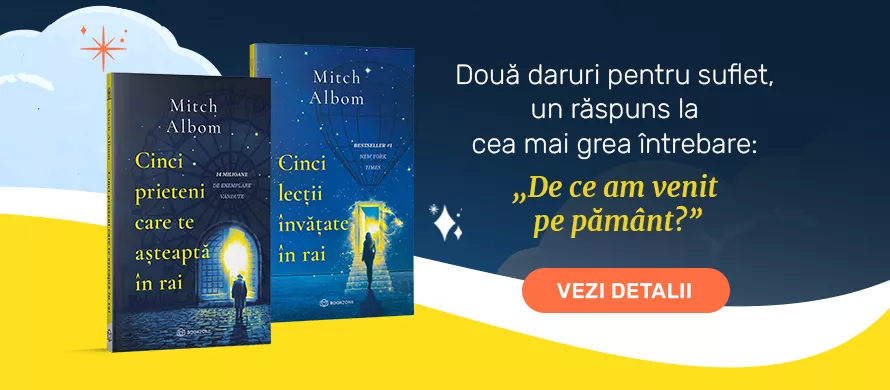 Mitch
Albom
Cinci
prieteni
care te
așteaptă
în rai
14 MILIOANE
DE EXEMPLARE
VÂNDUTE
BOOKZONE
Mitch
Albom
BESTSELLER #1
NEW YORK
TIMES
Cinci
lecții
învățate
în rai
BOOKZONE
Două daruri pentru suflet,
un răspuns la
cea mai grea întrebare:
„De ce am venit
pe pământ?”
VEZI DETALII